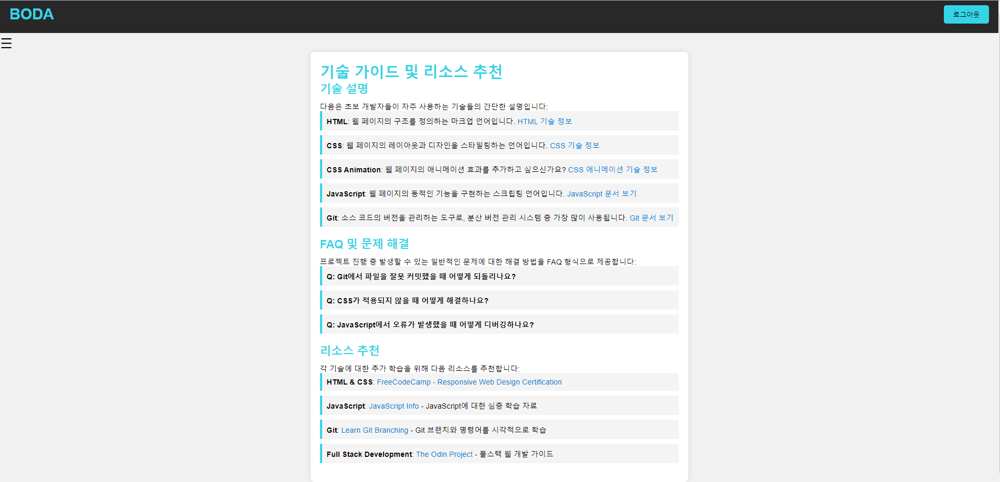 BODA
로그아웃
기술 가이드 및 리소스 추천
기술 설명
다음은 초보 개발자들이 자주 사용하는 기술들의 간단한 설명입니다:
HTML: 웹 페이지의 구조를 정의하는 마크업 언어입니다. HTML 기술 정보
CSS: 웹 페이지의 레이아웃과 디자인을 스타일링하는 언어입니다. CSS 기술 정보
CSS Animation: 웹 페이지의 애니메이션 효과를 추가하고 싶으신가요? CSS 애니메이션 기술 정보
JavaScript: 웹 페이지의 동적인 기능을 구현하는 스크립팅 언어입니다. JavaScript 문서 보기
Git: 소스 코드의 버전을 관리하는 도구로, 분산 버전 관리 시스템 중 가장 많이 사용됩니다. Git 문서 보기
FAQ 및 문제 해결
프로젝트 진행 중 발생할 수 있는 일반적인 문제에 대한 해결 방법을 FAQ 형식으로 제공합니다:
Q: Git에서 파일을 잘못 커밋했을 때 어떻게 되돌리나요?
Q: CSS가 적용되지 않을 때 어떻게 해결하나요?
Q: JavaScript에서 오류가 발생했을 때 어떻게 디버깅하나요?
리소스 추천
각 기술에 대한 추가 학습을 위해 다음 리소스를 추천합니다:
HTML & CSS: FreeCodeCamp - Responsive Web Design Certification
JavaScript: JavaScript Info - JavaScript에 대한 심층 학습 자료
Git: Learn Git Branching - Git 브랜치와 명령어를 시각적으로 학습
Full Stack Development: The Odin Project - 풀스택 웹 개발 가이드